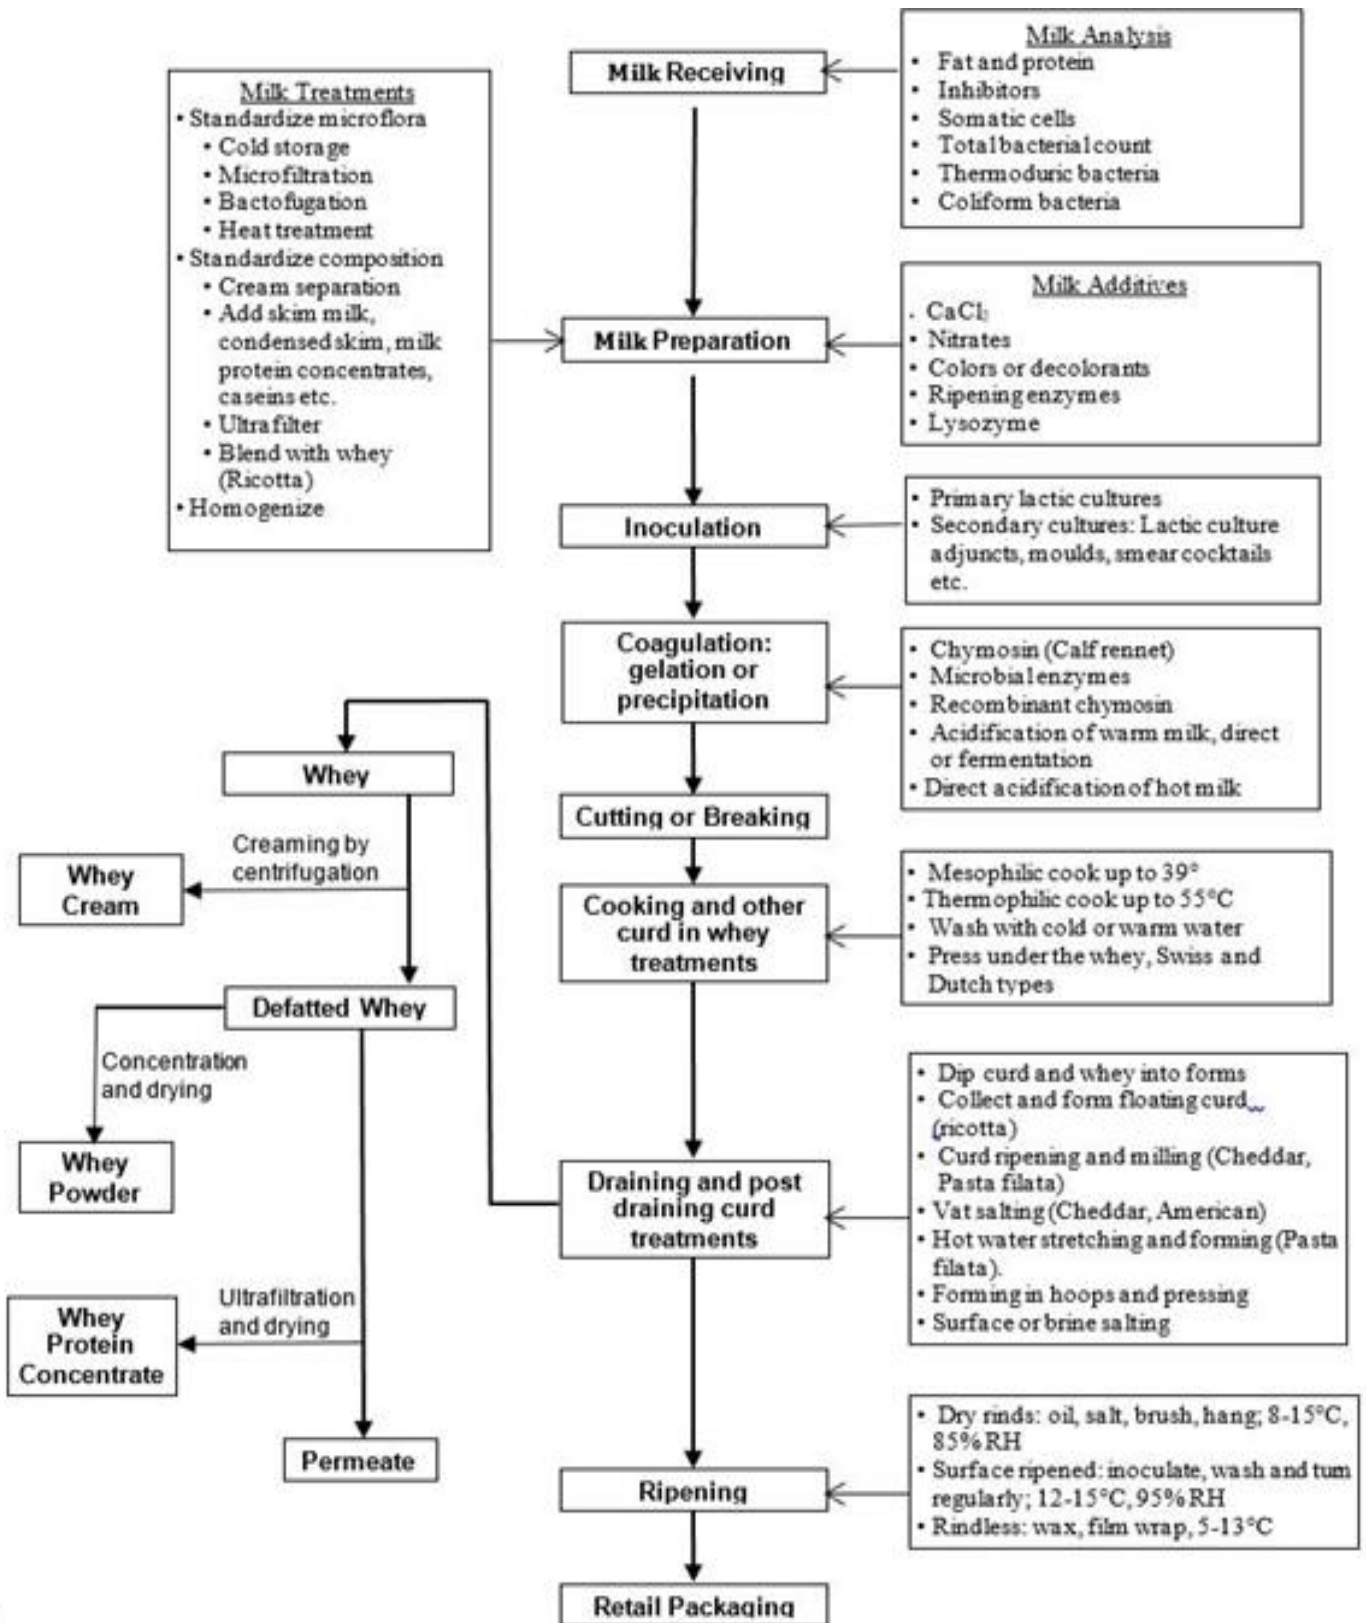 Milk Receiving
Milk Analysis
• Fat and protein
• Inhibitors
• Somatic cells
• Total bacterial count
• Thermoduric bacteria
• Coliform bacteria
Milk Treatments
• Standardize microflora
• Cold storage
• Microfiltration
• Bactofugation
• Heat treatment
• Standardize composition
• Cream separation
• Add skim milk,
condensed skim, milk
protein concentrates,
caseins etc.
• Ultrafilter
• Blend with whey
(Ricotta)
• Homogenize
Milk Preparation
Milk Additives
. CaCl₂
• Nitrates
• Colors or decolorants
• Ripening enzymes
• Lysozyme
Inoculation
• Primary lactic cultures
• Secondary cultures: Lactic culture
adjuncts, moulds, smear cocktails
etc.
Coagulation:
gelation or
precipitation
• Chymosin (Calf rennet)
• Microbial enzymes
• Recombinant chymosin
• Acidification of warm milk, direct
or fermentation
• Direct acidification of hot milk
Cutting or Breaking
Cooking and other
curd in whey
treatments
• Mesophilic cook up to 39°
• Thermophilic cook up to 55°C
• Wash with cold or warm water
• Press under the whey, Swiss and
Dutch types
Draining and post
draining curd
treatments
• Dip curd and whey into forms
• Collect and form floating curd
(ricotta)
• Curd ripening and milling (Cheddar,
Pasta filata)
• Vat salting (Cheddar, American)
• Hot water stretching and forming (Pasta
filata).
• Forming in hoops and pressing
• Surface or brine salting
Whey
Creaming by
centrifugation
Whey
Cream
Defatted Whey
Concentration
and drying
Whey
Powder
Ultrafiltration
and drying
Whey
Protein
Concentrate
Permeate
Ripening
• Dry rinds: oil, salt, brush, hang; 8-15°C,
85% RH
• Surface ripened: inoculate, wash and turn
regularly; 12-15°C, 95% RH
• Rindless: wax, film wrap, 5-13°C
Retail Packaging